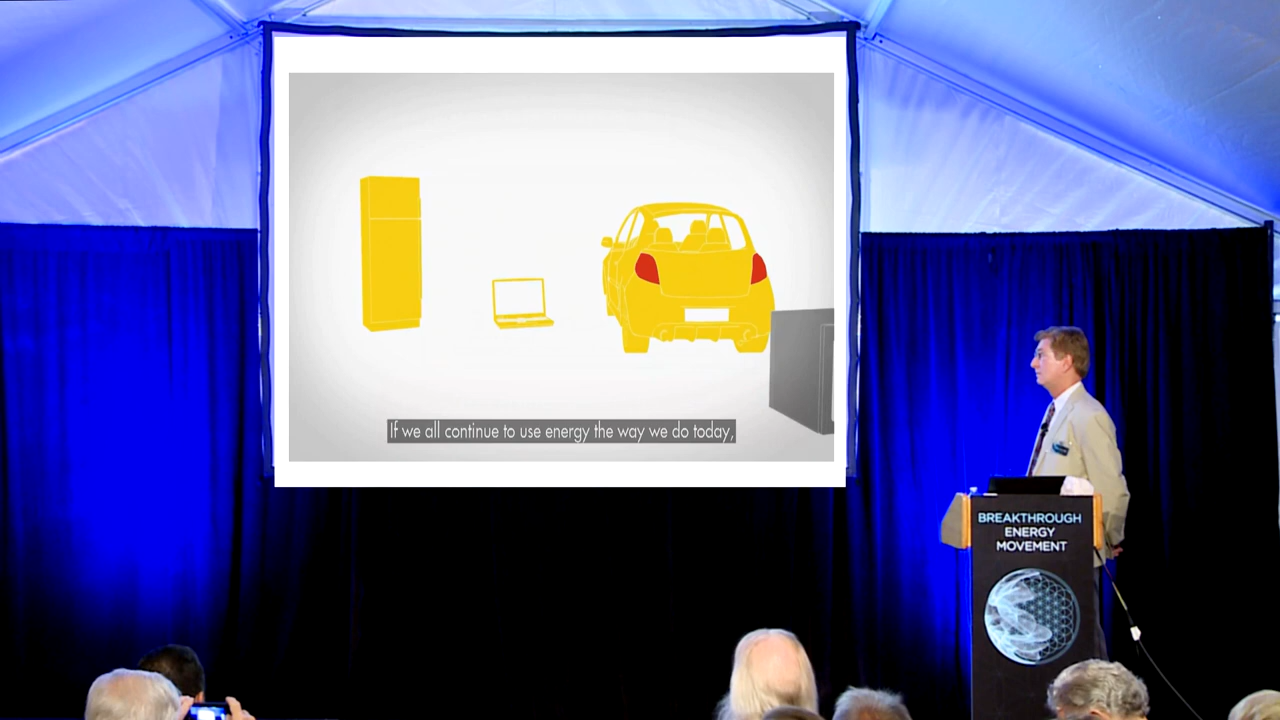 If we all continue to use energy the way we do today,
BREAKTHROUGH
ENERGY
MOVEMENT